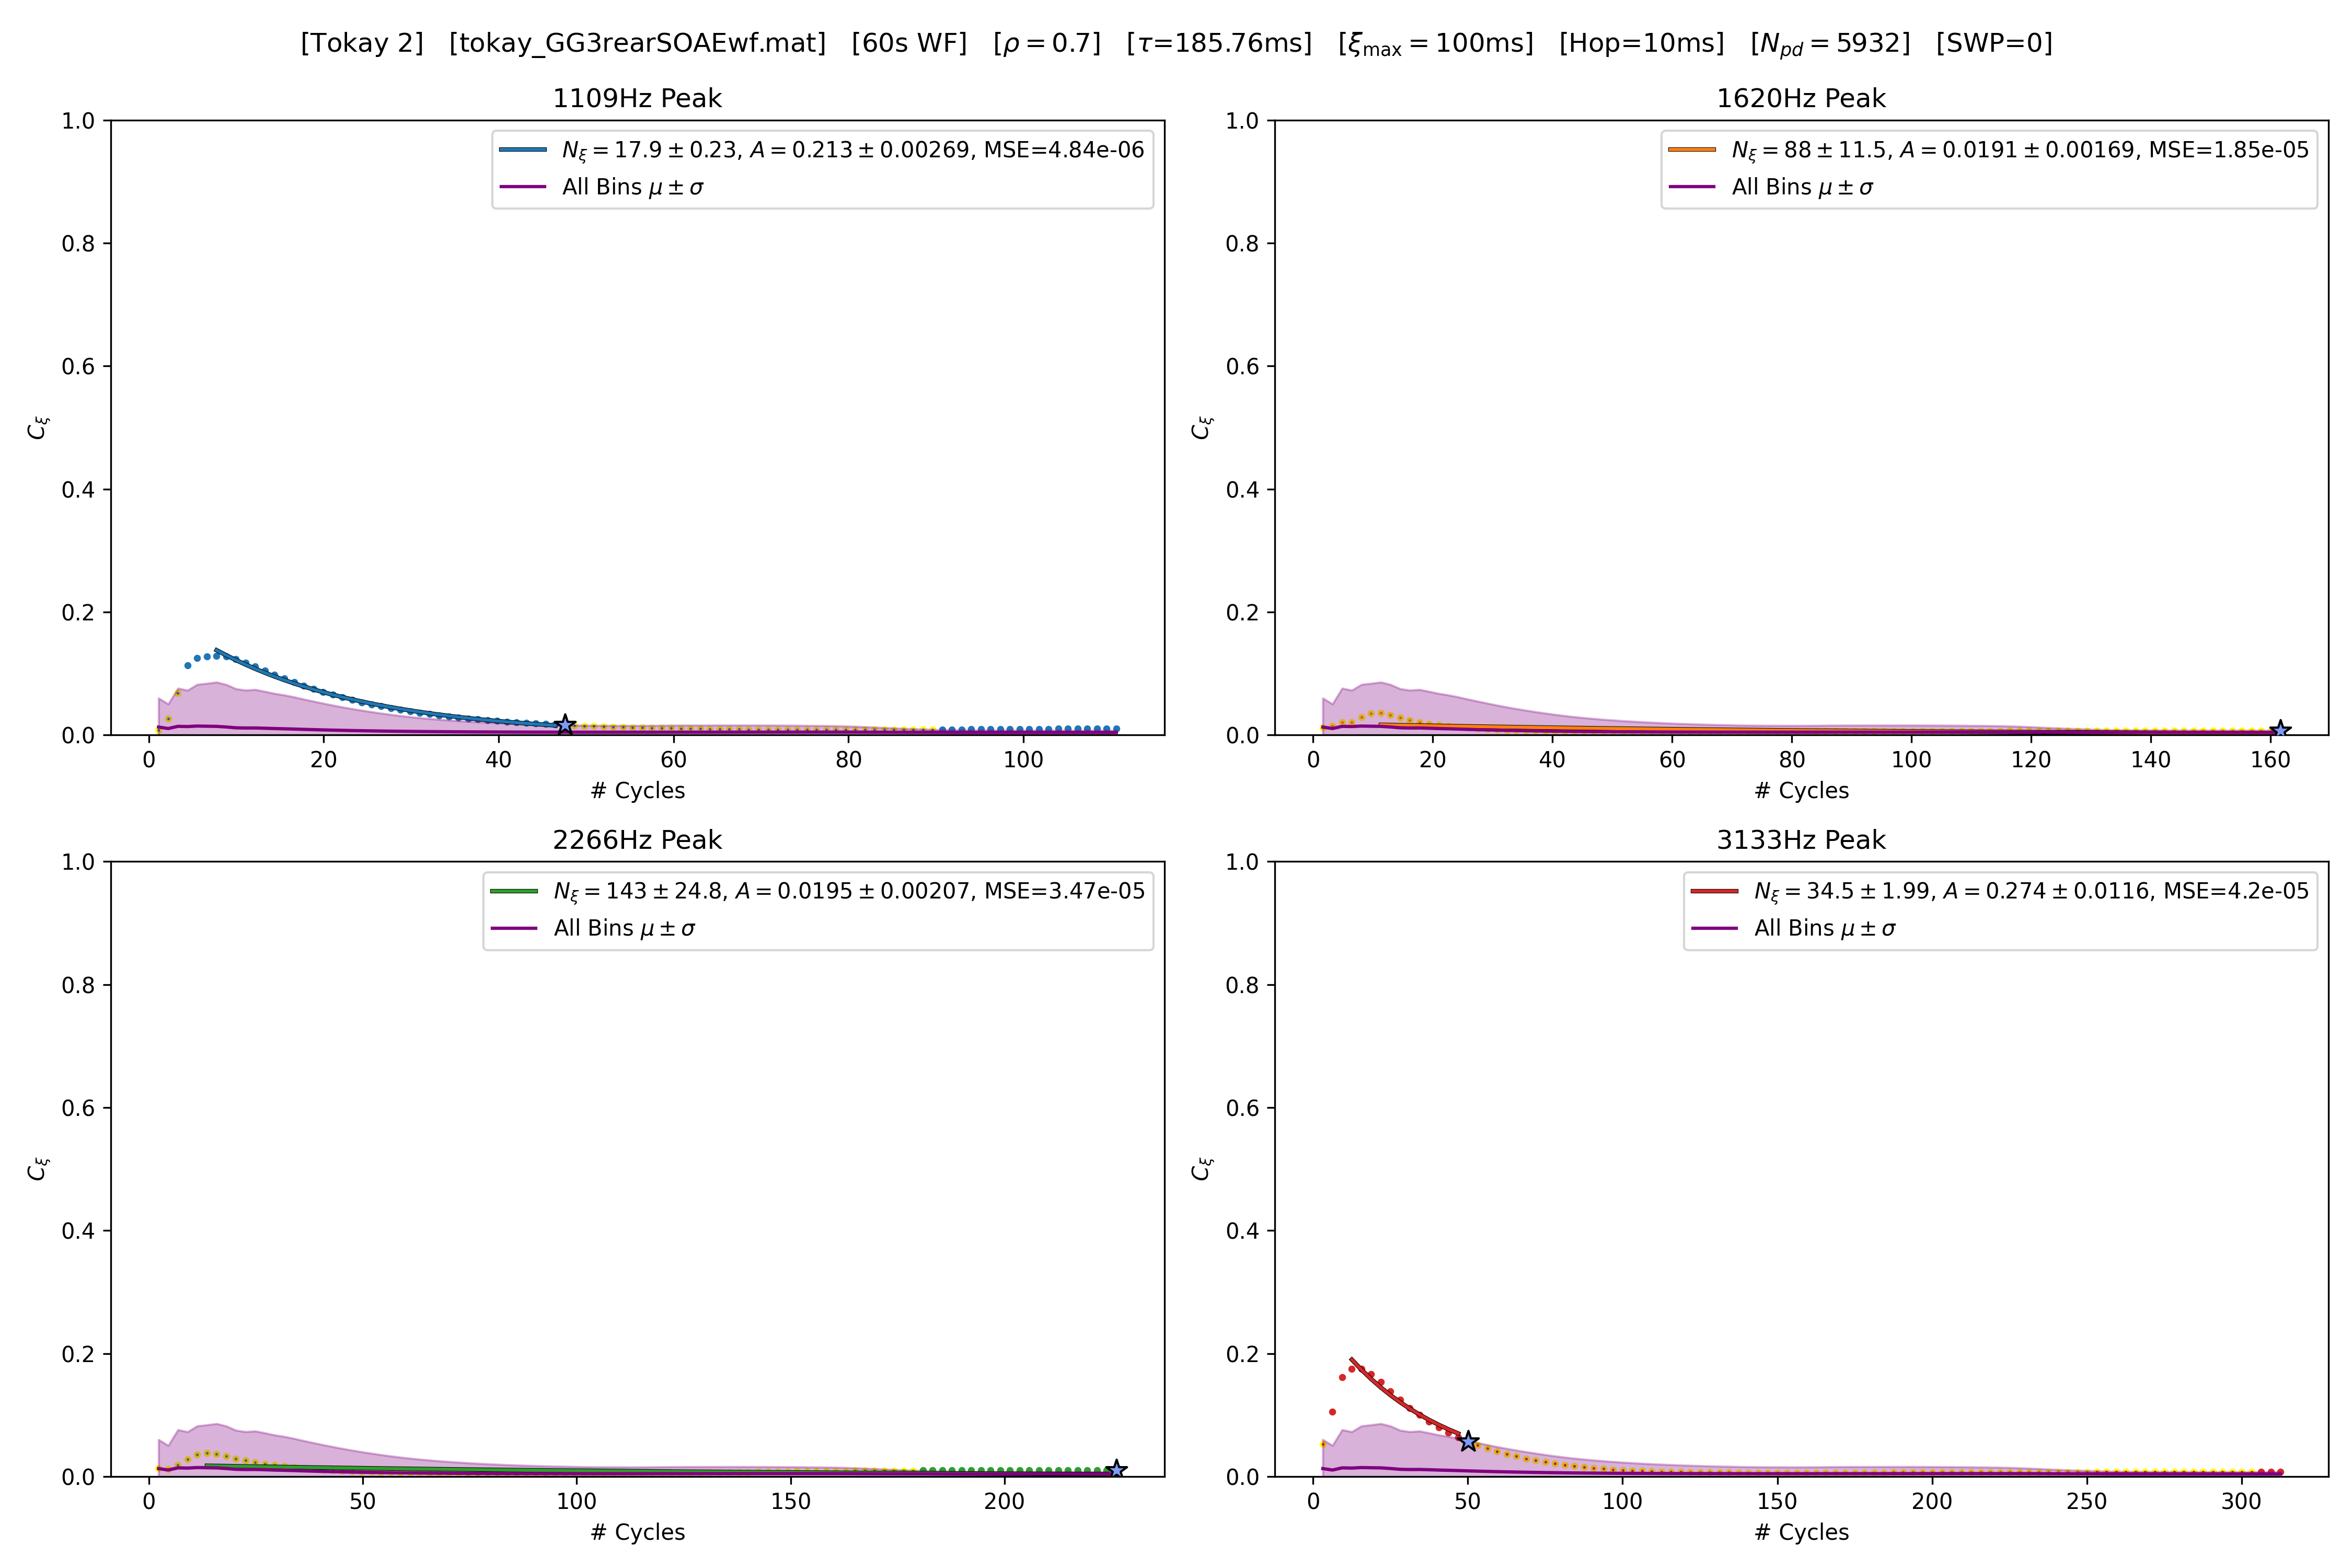 [Tokay 2] [tokay_GG3rearSOAEwf.mat] [60s WF] [ρ = 0.7] [τ=185.76ms] [ξmax = 100ms] [Hop=10ms] [Npd = 5932] [SWP=0]
1109Hz Peak
1.0
0.8
0.6
0.4
0.2
0.0
Cξ
Nξ = 17.9 ± 0.23, A = 0.213 ± 0.00269, MSE=4.84e-06
All Bins μ ± σ
0 20 40 60 80 100
# Cycles
1620Hz Peak
1.0
0.8
0.6
0.4
0.2
0.0
Cξ
Nξ = 88 ± 11.5, A = 0.0191 ± 0.00169, MSE=1.85e-05
All Bins μ ± σ
0 20 40 60 80 100 120 140 160
# Cycles
2266Hz Peak
1.0
0.8
0.6
0.4
0.2
0.0
Cξ
Nξ = 143 ± 24.8, A = 0.0195 ± 0.00207, MSE=3.47e-05
All Bins μ ± σ
0 50 100 150 200
# Cycles
3133Hz Peak
1.0
0.8
0.6
0.4
0.2
0.0
Cξ
Nξ = 34.5 ± 1.99, A = 0.274 ± 0.0116, MSE=4.2e-05
All Bins μ ± σ
0 50 100 150 200 250 300
# Cycles